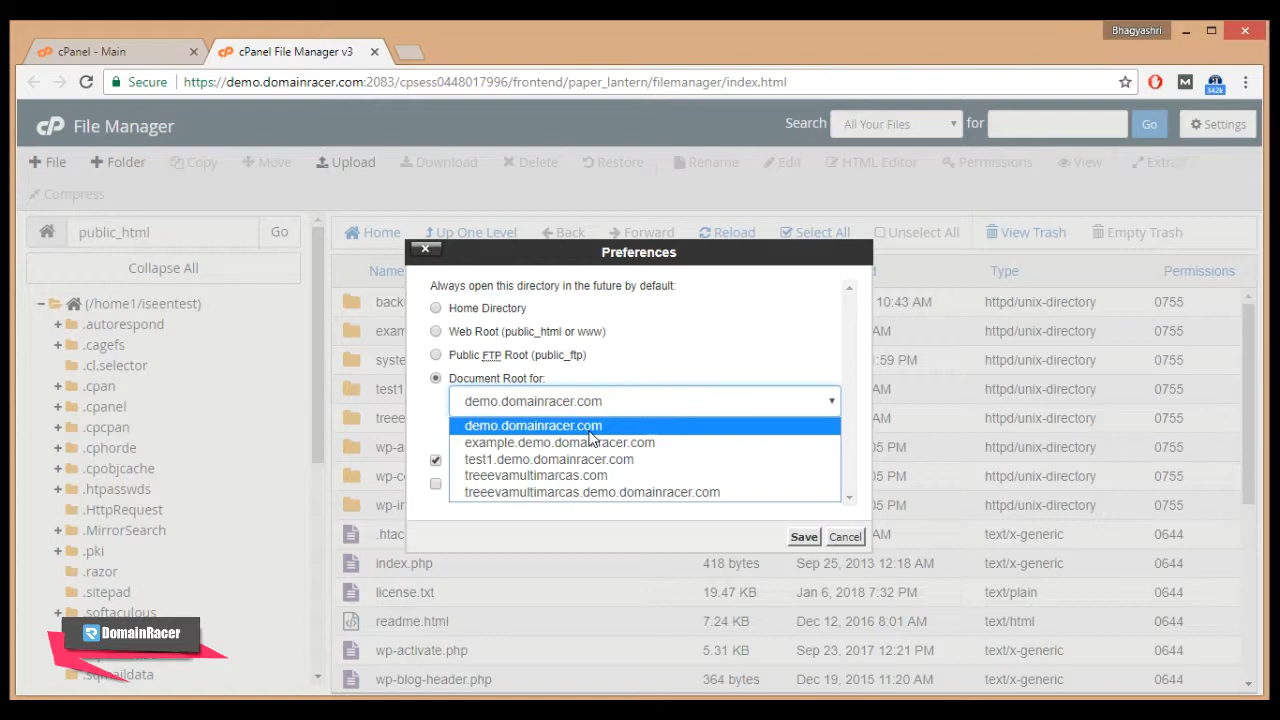 Bhagyashri
cPanel - Main
cPanel File Manager v3
Secure https://demo.domainracer.com:2083/cpsess0448017996/frontend/paper_lantern/filemanager/index.html
342k
cP File Manager
Search All Your Files for Go Settings
File Folder Copy Move Upload Download Delete Restore Rename Edit HTML Editor Permissions View Extra
Compress
public_html Go
Home Up One Level Back Forward Reload Select All Unselect All View Trash Empty Trash
Collapse All
Type Permissions
(/home1/iseentest)
.autorespond
.cagefs
.cl.selector
.cpan
.cpanel
.cpcpan
.cphorde
.cpobjcache
.htpasswds
.HttpRequest
.MirrorSearch
.pki
.razor
.sitepad
.softaculous
DomainRacer
Preferences
Always open this directory in the future by default:
Home Directory
Web Root (public_html or www)
Public FTP Root (public_ftp)
Document Root for:
demo.domainracer.com
demo.domainracer.com
example.demo.domainracer.com
test1.demo.domainracer.com
treeevamultimarcas.com
treeevamultimarcas.demo.domainracer.com
Save Cancel
10:43 AM httpd/unix-directory 0755
AM httpd/unix-directory 0755
:59 PM httpd/unix-directory 0755
test1 AM httpd/unix-directory 0755
AM httpd/unix-directory 0755
AM httpd/unix-directory 0755
PM httpd/unix-directory 0755
PM httpd/unix-directory 0755
AM text/x-generic 0644
index.php 418 bytes Sep 25, 2013 12:18 AM text/x-generic 0644
license.txt 19.47 KB Jan 6, 2018 7:32 PM text/plain 0644
readme.html 7.24 KB Dec 12, 2016 8:01 AM text/html 0644
wp-activate.php 5.31 KB Sep 23, 2017 12:21 PM text/x-generic 0644
wp-blog-header.php 364 bytes Dec 19, 2015 11:20 AM text/x-generic 0644